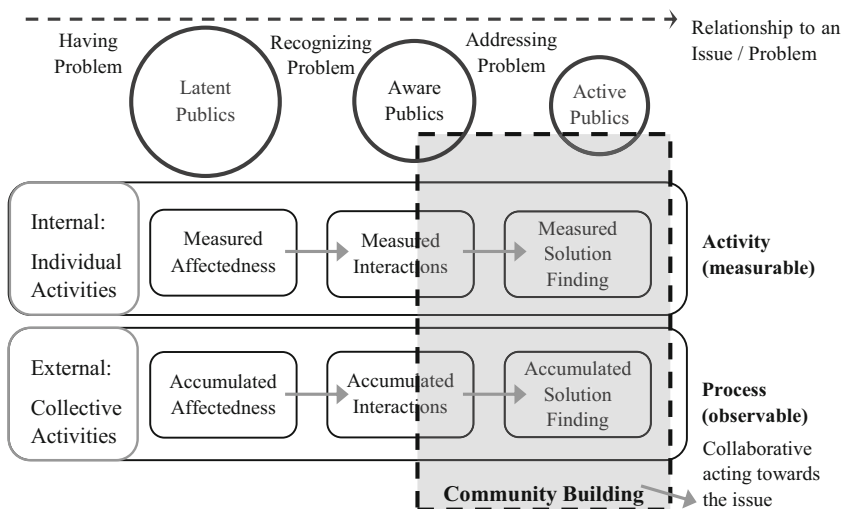 Having
Problem
Recognizing
Problem
Addressing
Problem
Relationship to an
Issue / Problem
Latent
Publics
Aware
Publics
Active
Publics
Internal:
Individual
Activities
Measured
Affectedness
Measured
Interactions
Measured
Solution
Finding
Activity
(measurable)
External:
Collective
Activities
Accumulated
Affectedness
Accumulated
Interactions
Accumulated
Solution
Finding
Process
(observable)
Community Building
Collaborative
acting towards
the issue